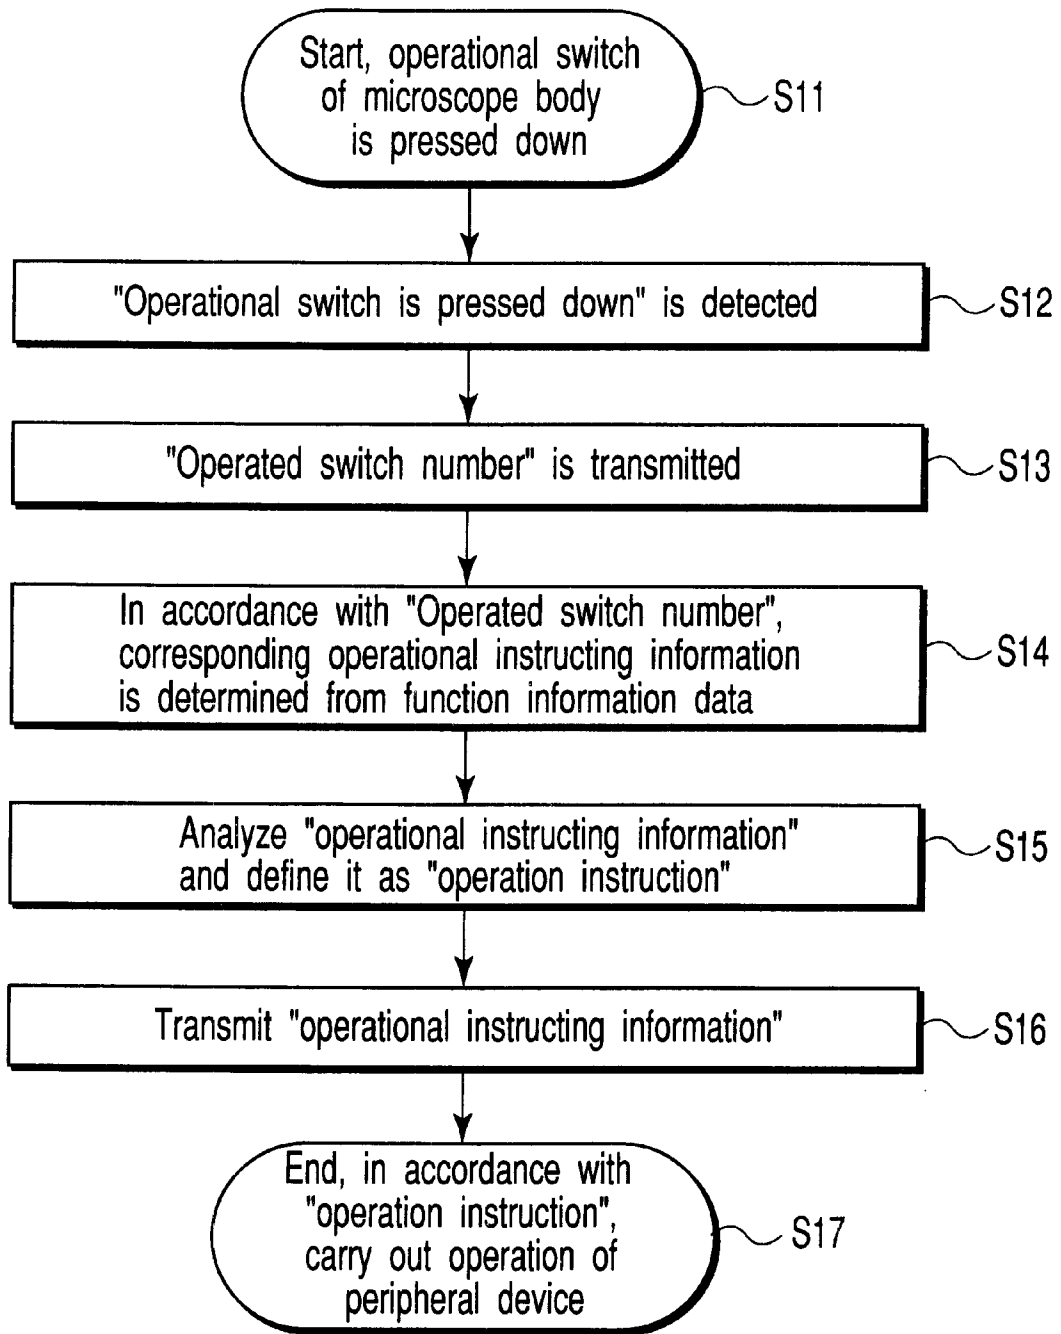 Start, operational switch
of microscope body
is pressed down
S11
"Operational switch is pressed down" is detected
S12
"Operated switch number" is transmitted
S13
In accordance with "Operated switch number",
corresponding operational instructing information
is determined from function information data
S14
Analyze "operational instructing information"
and define it as "operation instruction"
S15
Transmit "operational instructing information"
S16
End, in accordance with
"operation instruction",
carry out operation of
peripheral device
S17